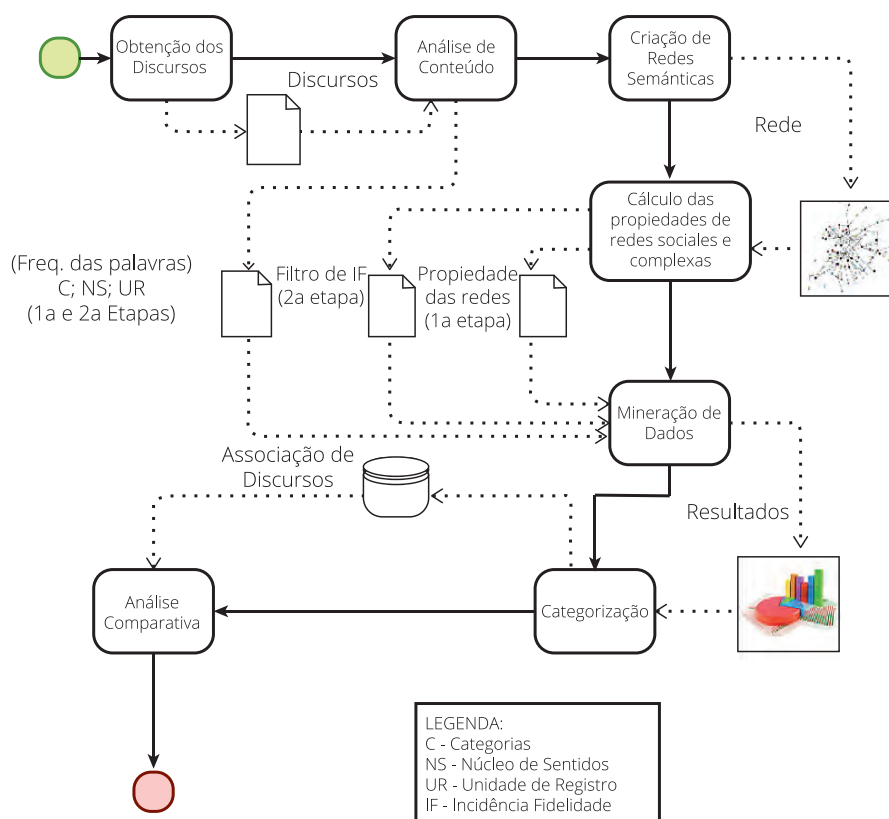 Obtenção dos
Discursos
Análise de
Conteúdo
Criação de
Redes
Semánticas
Discursos
Rede
Cálculo das
propiedades de
redes sociales e
complexas
(Freq. das palavras)
C; NS; UR
(1a e 2a Etapas)
Filtro de IF
(2a etapa)
Propiedade
das redes
(1a etapa)
Mineração de
Dados
Associação de
Discursos
Resultados
Análise
Comparativa
Categorização
LEGENDA:
C - Categorias
NS - Núcleo de Sentidos
UR - Unidade de Registro
IF - Incidência Fidelidade